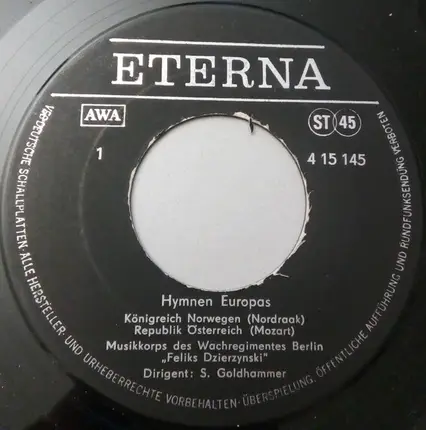 ETERNA
AWA
ST 45
1
4 15 145
Hymnen Europas
Königreich Norwegen (Nordraak)
Republik Österreich (Mozart)
Musikkorps des Wachregimentes Berlin
„Feliks Dzierzynski“
Dirigent: S. Goldhammer
VEB DEUTSCHE SCHALLPLATTEN · ALLE HERSTELLER- UND URHEBERRECHTE VORBEHALTEN · ÜBERSPIELUNG, ÖFFENTLICHE AUFFÜHRUNG UND RUNDFUNKSENDUNG VERBOTEN